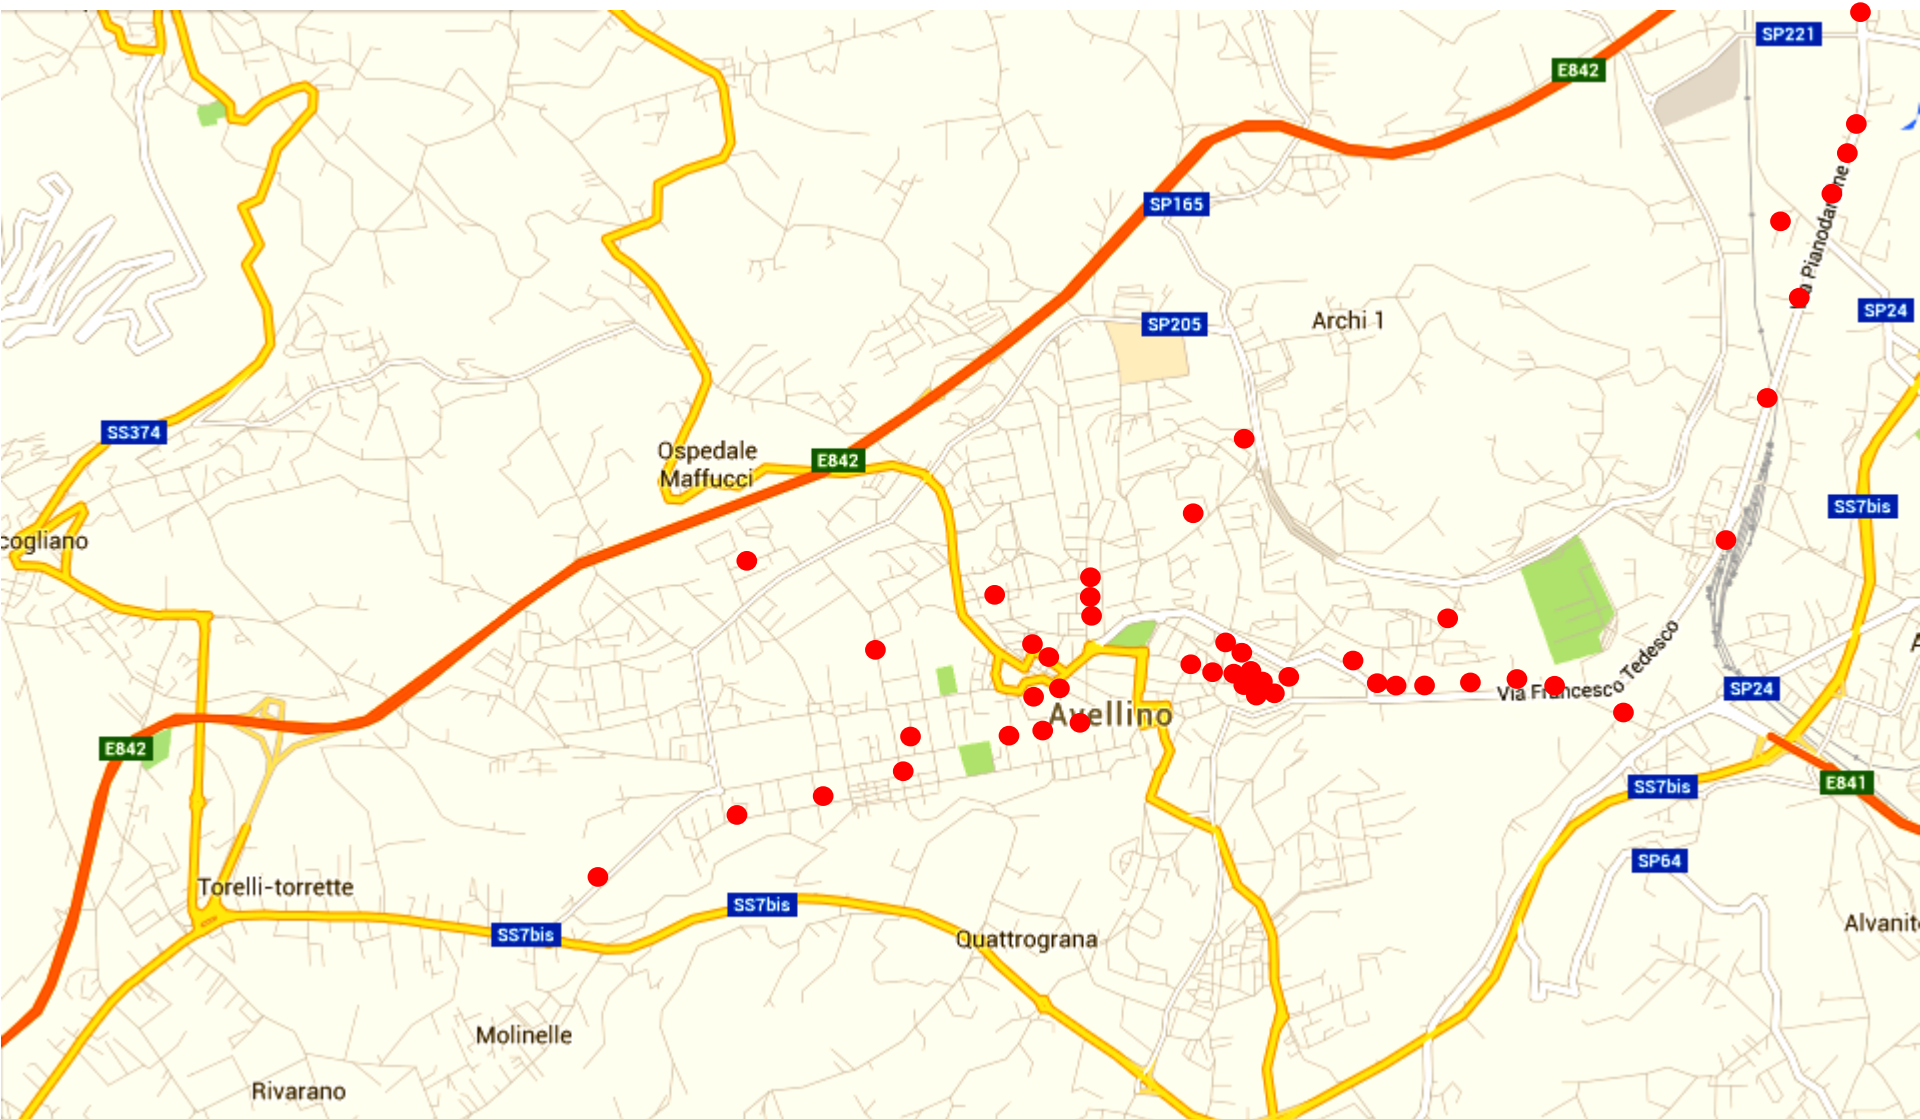 SP221
E842
SP165
SP24
SP205
Archi 1
SS374
Ospedale
Maffucci
E842
SS7bis
cogliano
Via Francesco Tedesco
SP24
Avellino
E842
SS7bis
E841
SP64
Torelli-torrette
SS7bis
SS7bis
Alvanit
Quattrograna
Molinelle
Rivarano